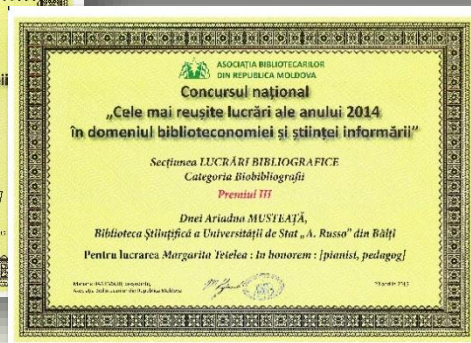 ASOCIAȚIA BIBLIOTECARILOR
DIN REPUBLICA MOLDOVA
Concursul național
„Cele mai reușite lucrări ale anului 2014
în domeniul biblioteconomiei și științei informării”
Secțiunea LUCRĂRI BIBLIOGRAFICE
Categoria Biobibliografii
Premiul III
Dnei Ariadna MUSTEAȚĂ,
Biblioteca Științifică a Universității de Stat „A. Russo” din Bălți
Pentru lucrarea Margarita Tetelea : In honorem : [pianist, pedagog]